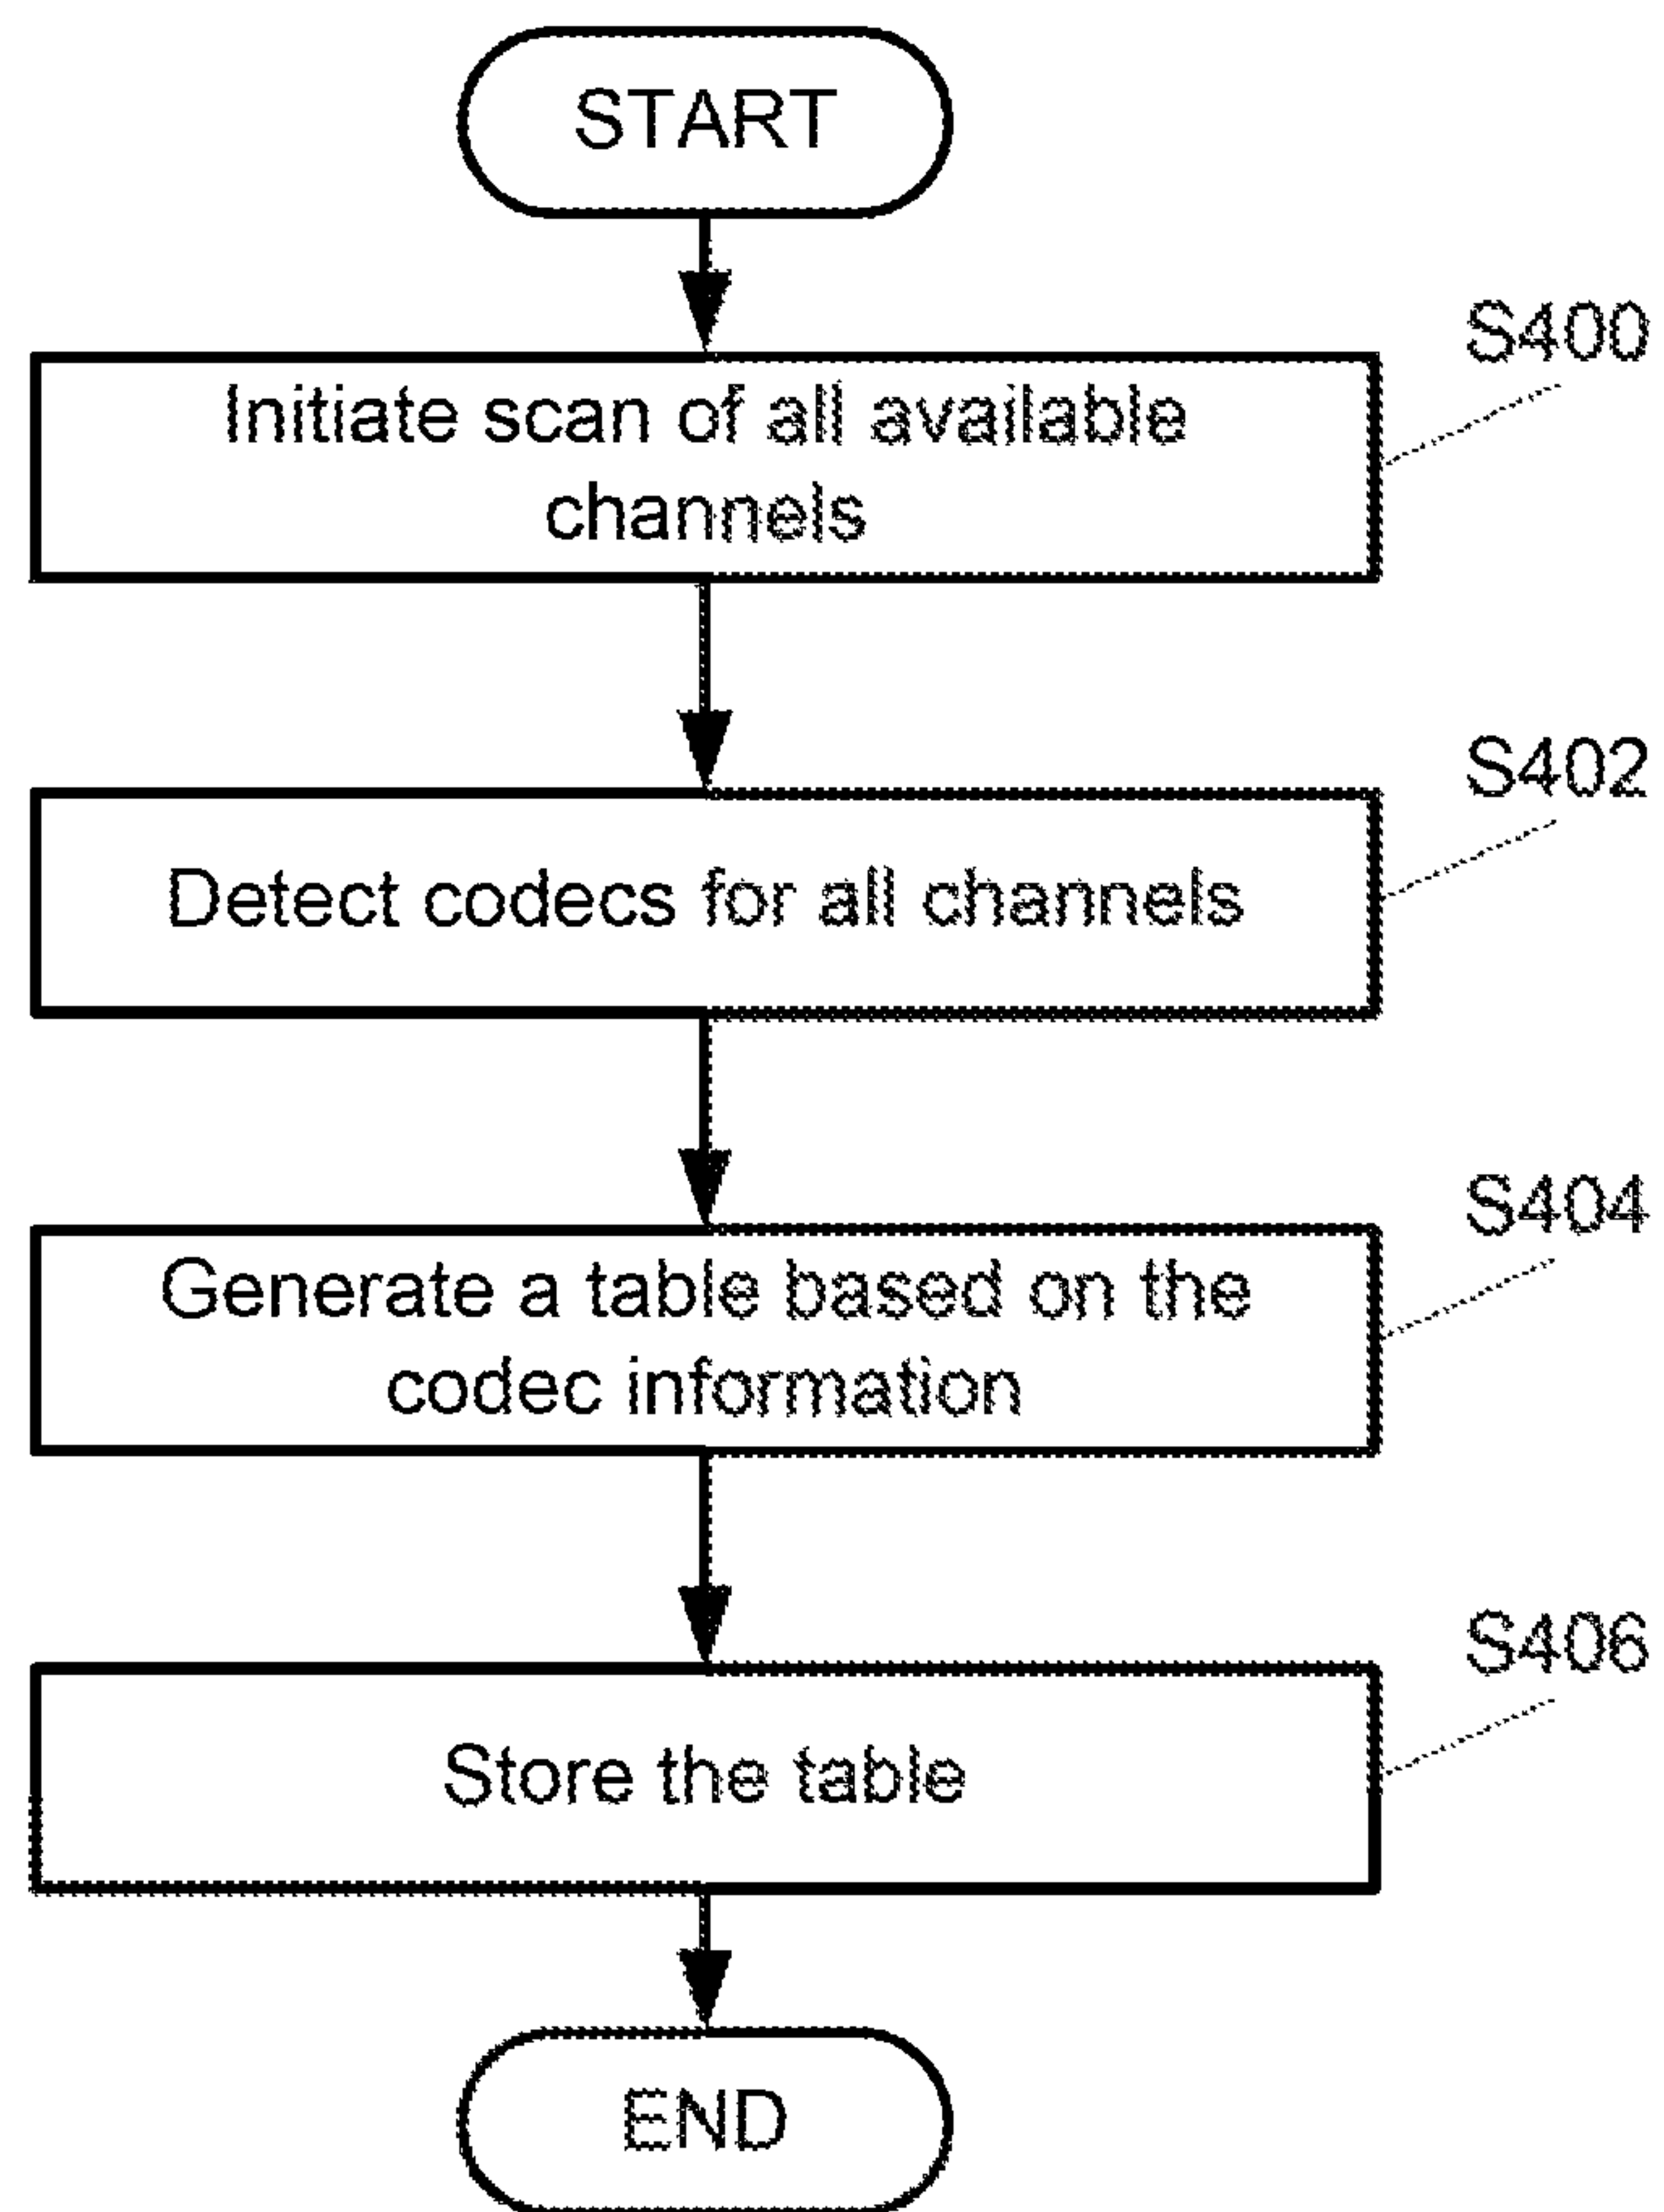 START
S400
Initiate scan of all available
channels
S402
Detect codecs for all channels
S404
Generate a table based on the
codec information
S406
Store the table
END